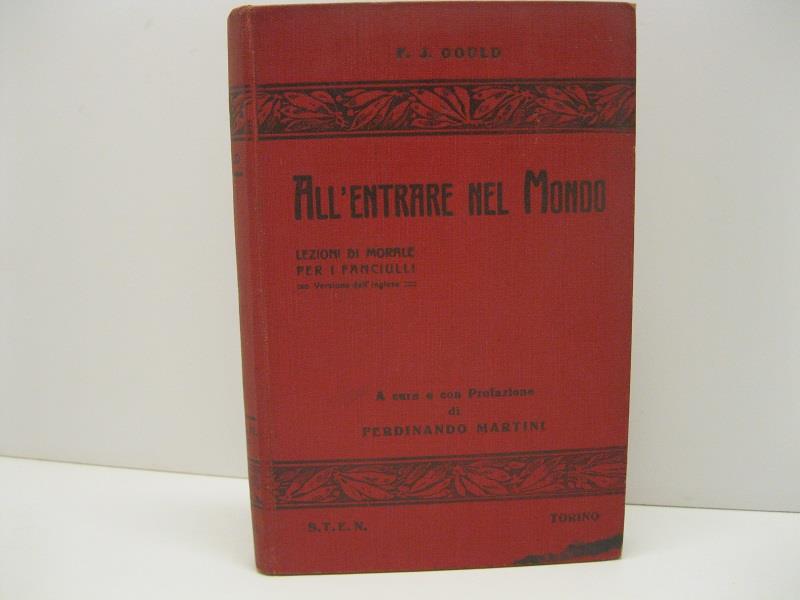 F. J. GOULD
ALL'ENTRARE NEL MONDO
LEZIONI DI MORALE
PER I FANCIULLI
Versione dall'inglese
A cura e con Prefazione
di
FERDINANDO MARTINI
S.T.E.N. TORINO